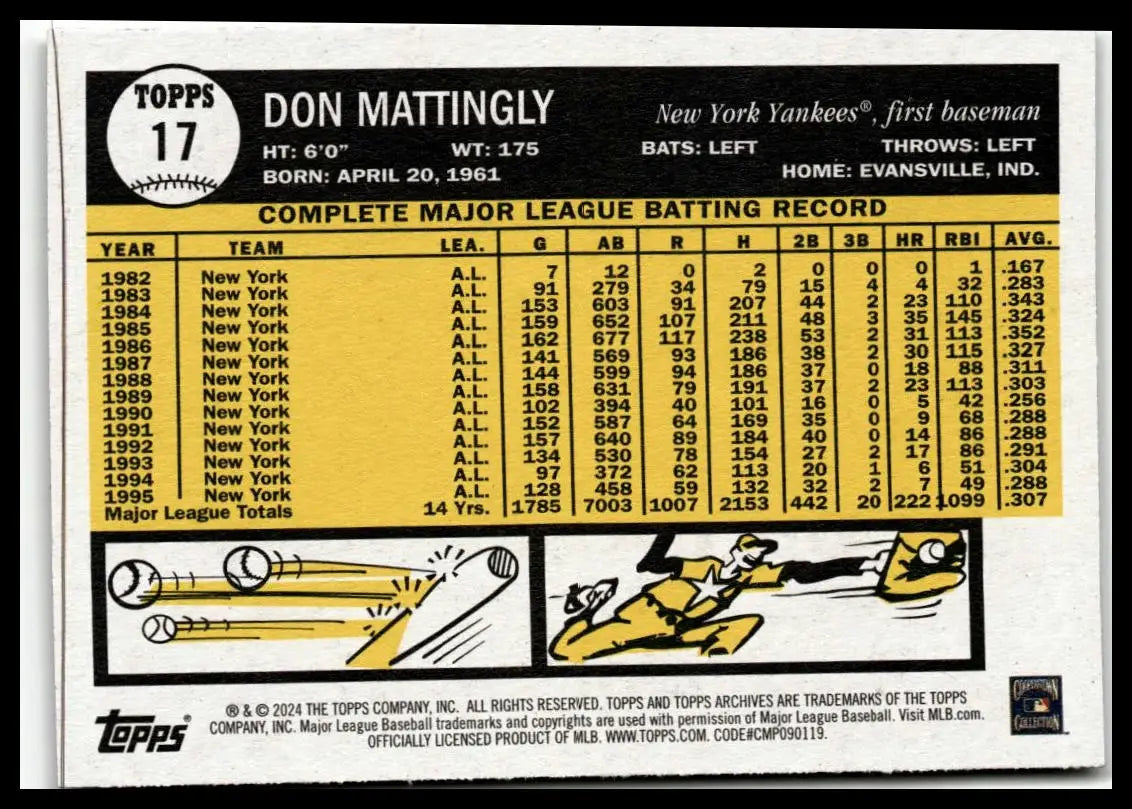 TOPPS
17
DON MATTINGLY
New York Yankees®, first baseman
HT: 6'0" WT: 175 BATS: LEFT THROWS: LEFT
BORN: APRIL 20, 1961 HOME: EVANSVILLE, IND.
COMPLETE MAJOR LEAGUE BATTING RECORD
YEAR TEAM LEA. G AB R H 2B 3B HR RBI AVG.
1982 New York A.L. 7 12 0 2 0 0 0 1 .167
1983 New York A.L. 91 279 34 79 15 4 4 32 .283
1984 New York A.L. 153 603 91 207 44 2 23 110 .343
1985 New York A.L. 159 652 107 211 48 3 35 145 .324
1986 New York A.L. 162 677 117 238 53 2 31 113 .352
1987 New York A.L. 141 569 93 186 38 2 30 115 .327
1988 New York A.L. 144 599 94 186 37 0 18 88 .311
1989 New York A.L. 158 631 79 191 37 2 23 113 .303
1990 New York A.L. 102 394 40 101 16 0 5 42 .256
1991 New York A.L. 152 587 64 169 35 0 9 68 .288
1992 New York A.L. 157 640 89 184 40 0 14 86 .288
1993 New York A.L. 134 530 78 154 27 2 17 86 .291
1994 New York A.L. 97 372 62 113 20 1 6 51 .304
1995 New York A.L. 128 458 59 132 32 2 7 49 .288
Major League Totals 14 Yrs. 1785 7003 1007 2153 442 20 222 1099 .307
topps®
® & © 2024 THE TOPPS COMPANY, INC. ALL RIGHTS RESERVED. TOPPS AND TOPPS ARCHIVES ARE TRADEMARKS OF THE TOPPS
COMPANY, INC. Major League Baseball trademarks and copyrights are used with permission of Major League Baseball. Visit MLB.com.
OFFICIALLY LICENSED PRODUCT OF MLB. WWW.TOPPS.COM. CODE#CMP090119.
COLLECTION